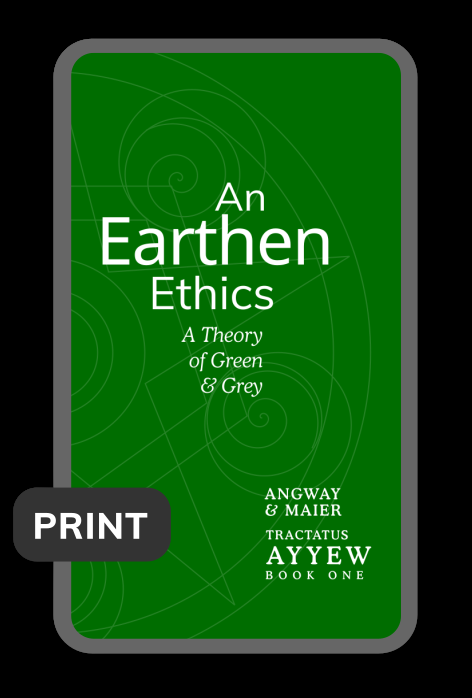 An
Earthen
Ethics
A Theory
of Green
& Grey
ANGWAY
& MAIER
PRINT
TRACTATUS
AYYEW
BOOK ONE